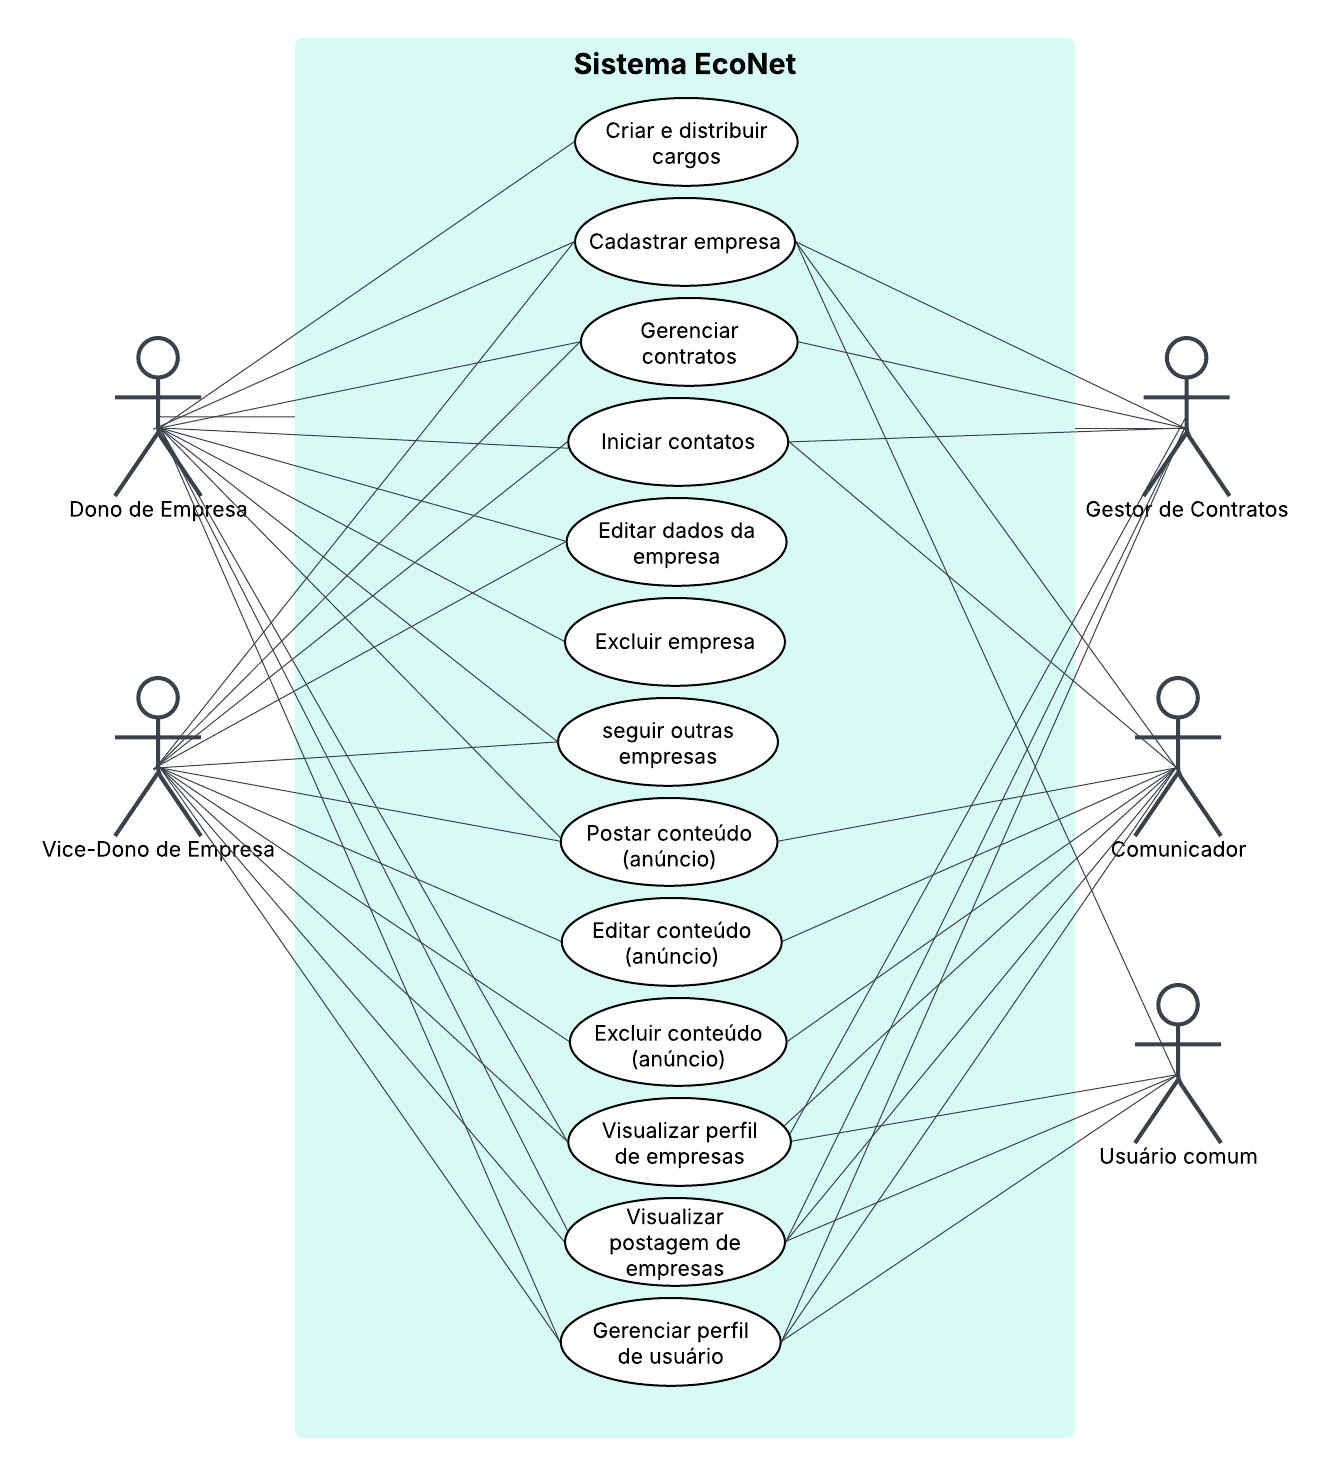 Sistema EcoNet
Criar e distribuir
cargos
Cadastrar empresa
Gerenciar
contratos
Iniciar contatos
Dono de Empresa
Gestor de Contratos
Editar dados da
empresa
Excluir empresa
seguir outras
empresas
Postar conteúdo
(anúncio)
Vice-Dono de Empresa
Comunicador
Editar conteúdo
(anúncio)
Excluir conteúdo
(anúncio)
Visualizar perfil
de empresas
Usuário comum
Visualizar
postagem de
empresas
Gerenciar perfil
de usuário